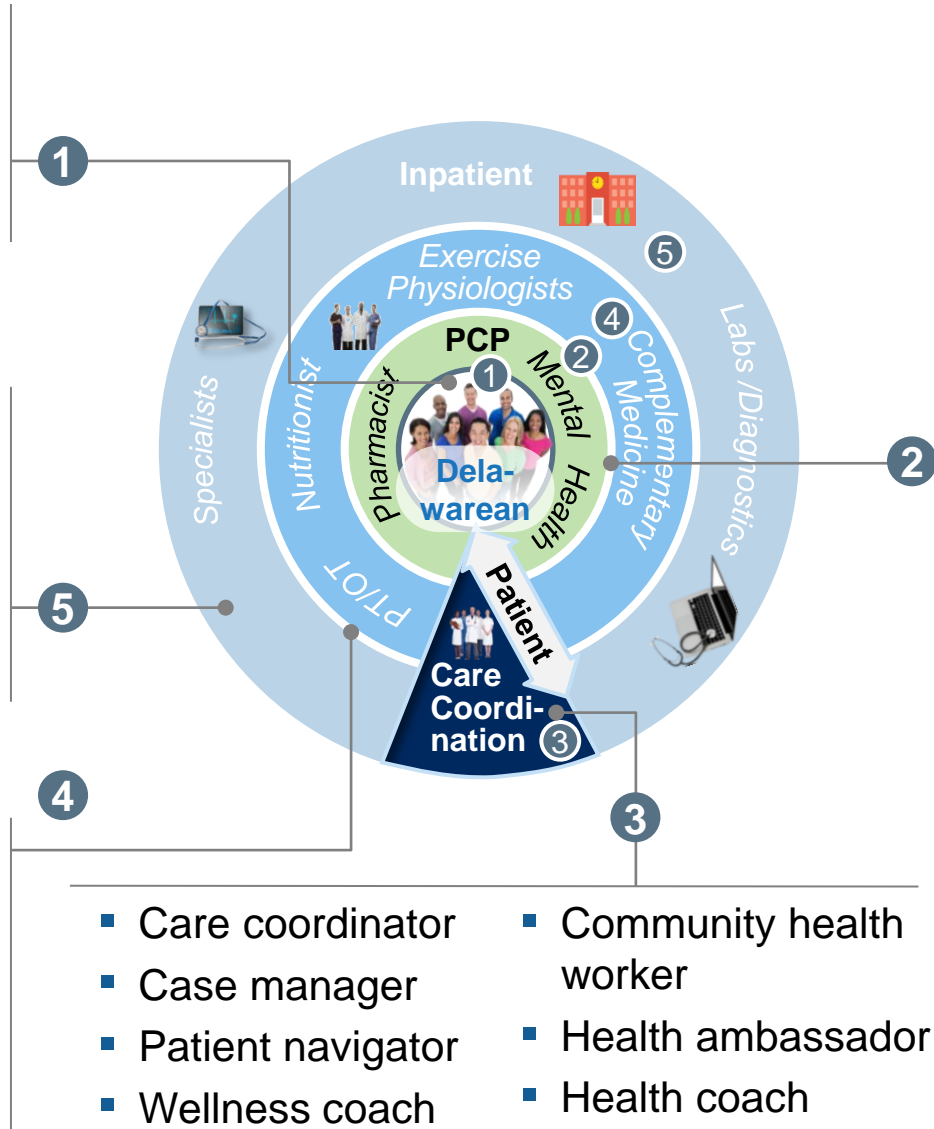 1
Inpatient
5
Exercise
Physiologists
4
PCP
2
1
Mental
Health
Pharmacist
Nutritionist
Complementary
Medicine
Specialists
Labs /Diagnostics
Dela-
warean
2
PT/OT
Patient
5
Care
Coordi-
nation
3
4
3
Care coordinator
Case manager
Patient navigator
Wellness coach
Community health
worker
Health ambassador
Health coach